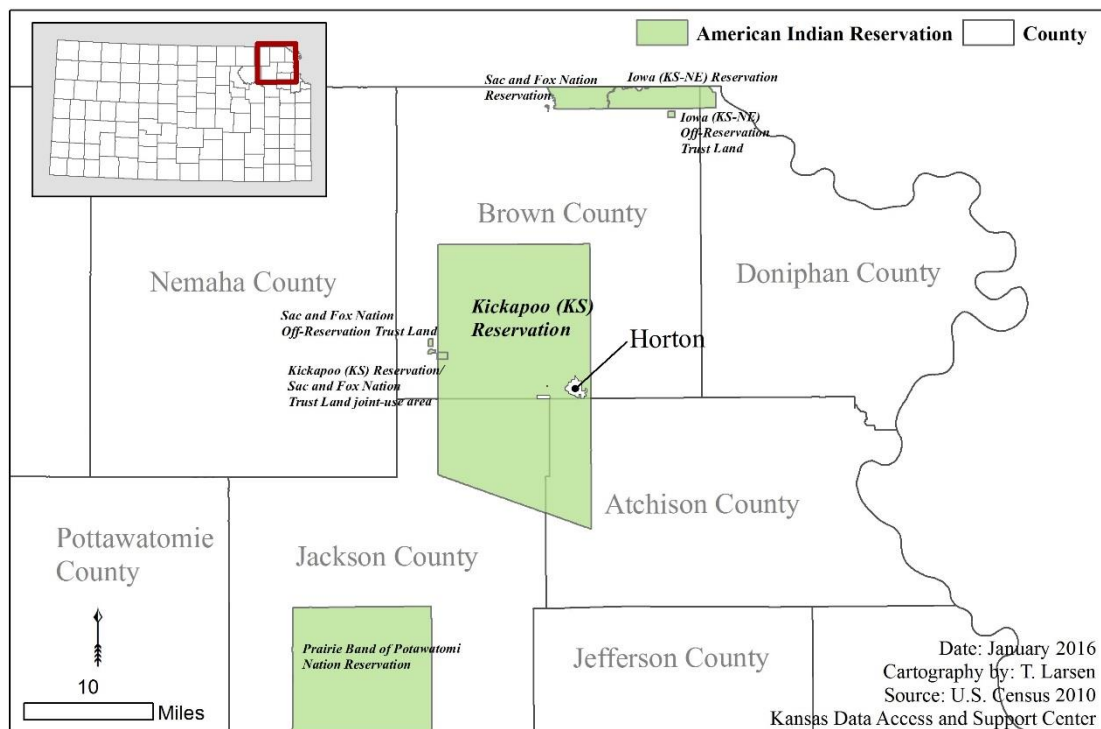 American Indian Reservation
County
Sac and Fox Nation
Reservation
Iowa (KS-NE) Reservation
Iowa (KS-NE)
Off-Reservation
Trust Land
Brown County
Nemaha County
Doniphan County
Kickapoo (KS)
Reservation
Sac and Fox Nation
Off-Reservation Trust Land
Horton
Kickapoo (KS) Reservation/
Sac and Fox Nation
Trust Land joint-use area
Atchison County
Pottawatomie
County
Jackson County
Prairie Band of Potawatomi
Nation Reservation
Jefferson County
10
Miles
Date: January 2016
Cartography by: T. Larsen
Source: U.S. Census 2010
Kansas Data Access and Support Center